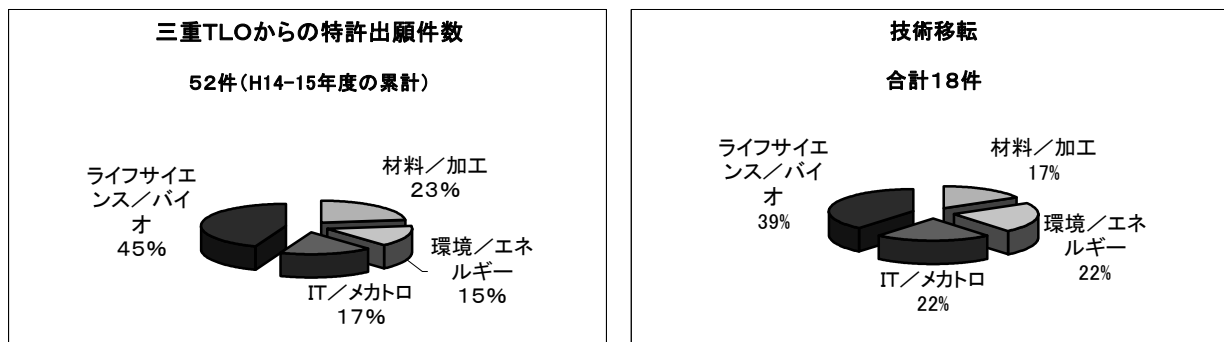 三重TLOからの特許出願件数
52件(H14-15年度の累計)
ライフサイエ
ンス/バイ
オ
45%
材料/加工
23%
環境/エネ
ルギー
15%
IT/メカトロ
17%
技術移転
合計18件
ライフサイエ
ンス/バイ
オ
39%
材料/加工
17%
環境/エネ
ルギー
22%
IT/メカトロ
22%